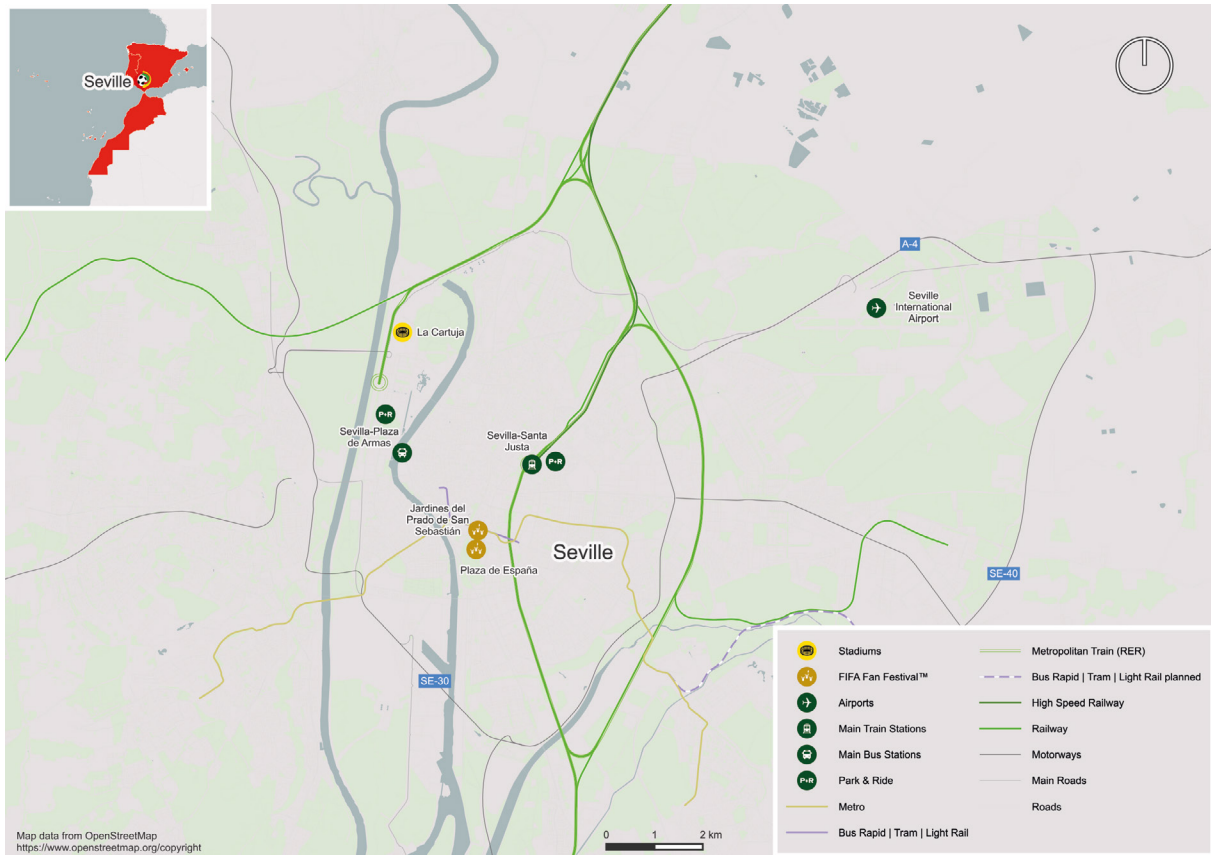 Seville
A-4
Seville
International
Airport
La Cartuja
P+R
Sevilla-Plaza
de Armas
Sevilla-Santa
Justa
P+R
Jardines del
Prado de San
Sebastián
Plaza de España
Seville
SE-40
SE-30
Stadiums
FIFA Fan Festival™
Airports
Main Train Stations
Main Bus Stations
P+R Park & Ride
Metro
Bus Rapid | Tram | Light Rail
Metropolitan Train (RER)
Bus Rapid | Tram | Light Rail planned
High Speed Railway
Railway
Motorways
Main Roads
Roads
0 1 2 km
Map data from OpenStreetMap
https://www.openstreetmap.org/copyright